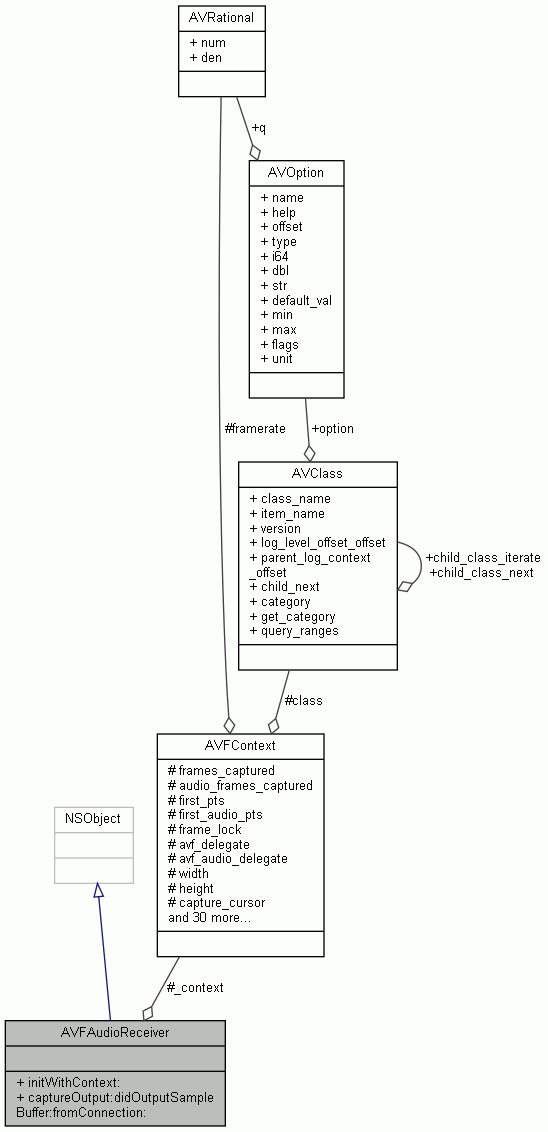 AVRational
+ num
+ den
+q
AVOption
+ name
+ help
+ offset
+ type
+ i64
+ dbl
+ str
+ default_val
+ min
+ max
+ flags
+ unit
#framerate
+option
AVClass
+ class_name
+ item_name
+ version
+ log_level_offset_offset
+ parent_log_context
_offset
+ child_next
+ category
+ get_category
+ query_ranges
+child_class_iterate
+child_class_next
#class
AVFContext
# frames_captured
# audio_frames_captured
# first_pts
# first_audio_pts
# frame_lock
# avf_delegate
# avf_audio_delegate
# width
# height
# capture_cursor
and 30 more...
NSObject
#_context
AVFAudioReceiver
+ initWithContext:
+ captureOutput:didOutputSample
Buffer:fromConnection: